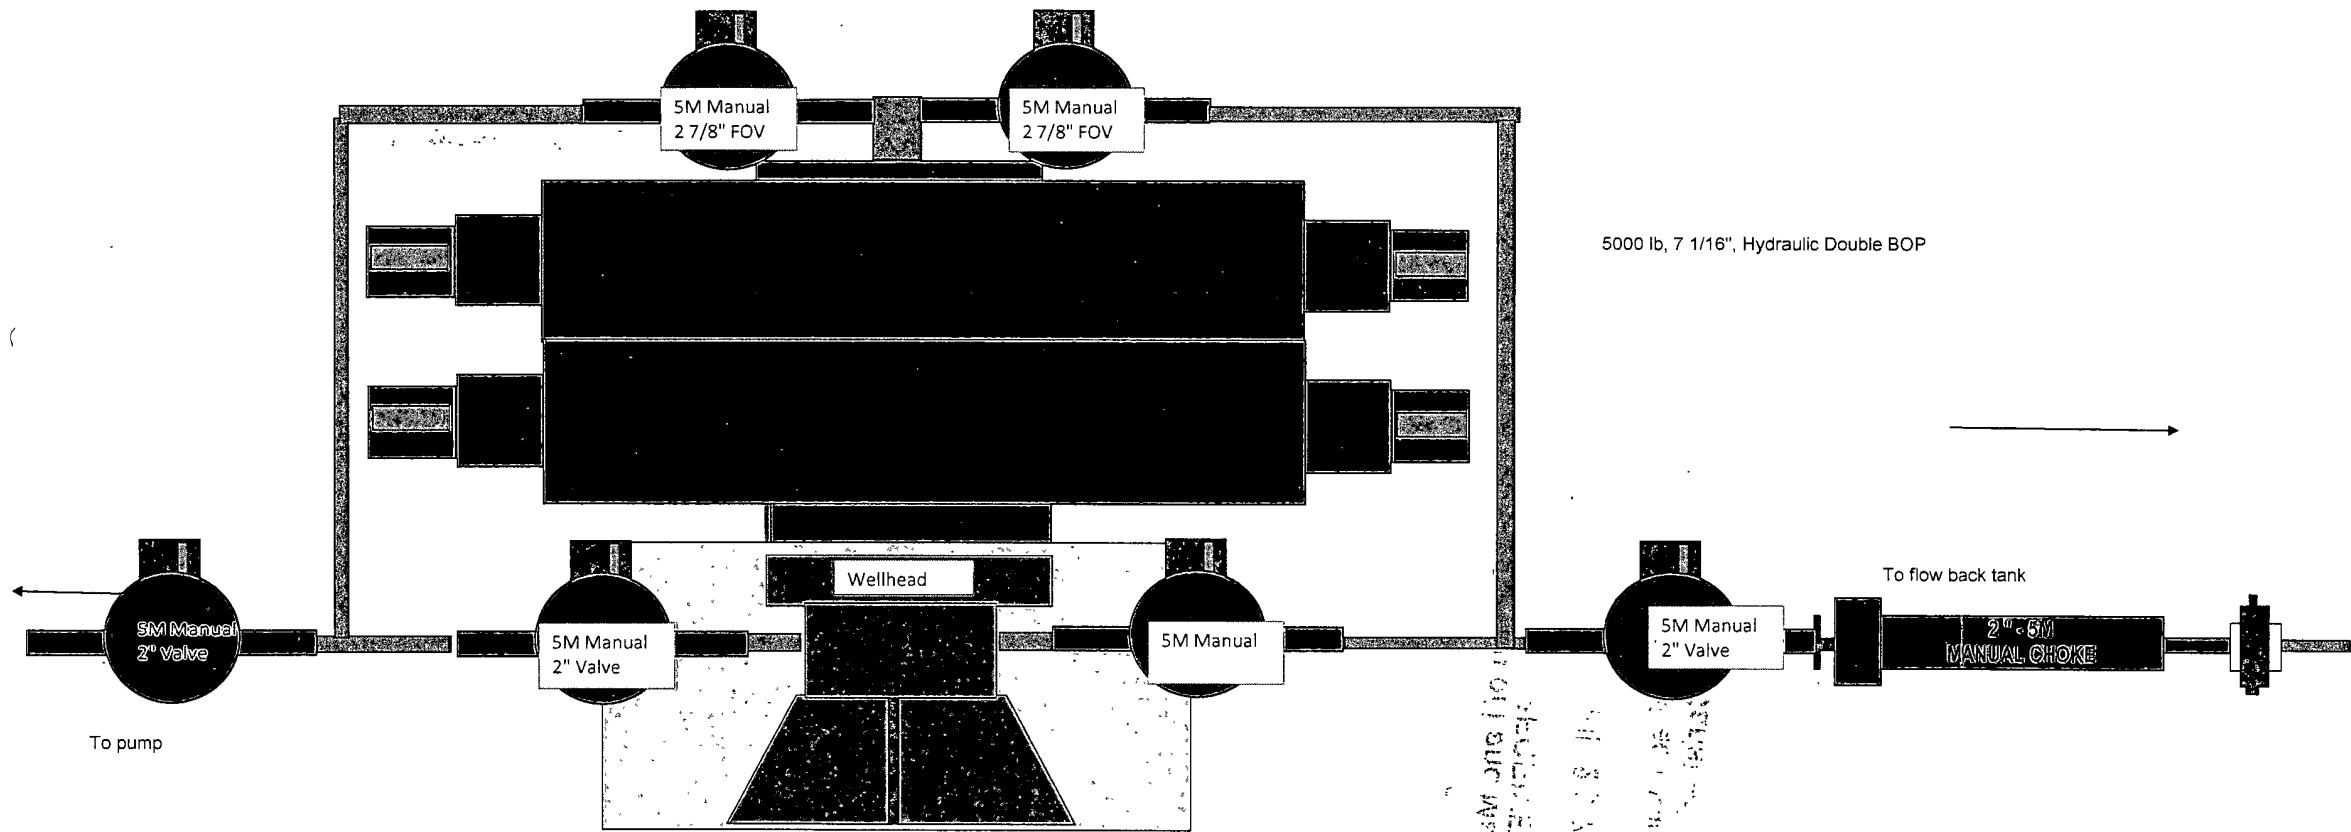 5M Manual
2 7/8" FOV
5M Manual
2 7/8" FOV
5000 lb, 7 1/16", Hydraulic Double BOP
Wellhead
To flow back tank
5M Manual
2" Valve
5M Manual
2" Valve
5M Manual
5M Manual
2" Valve
2" - 5M
MANUAL CHOKE
To pump